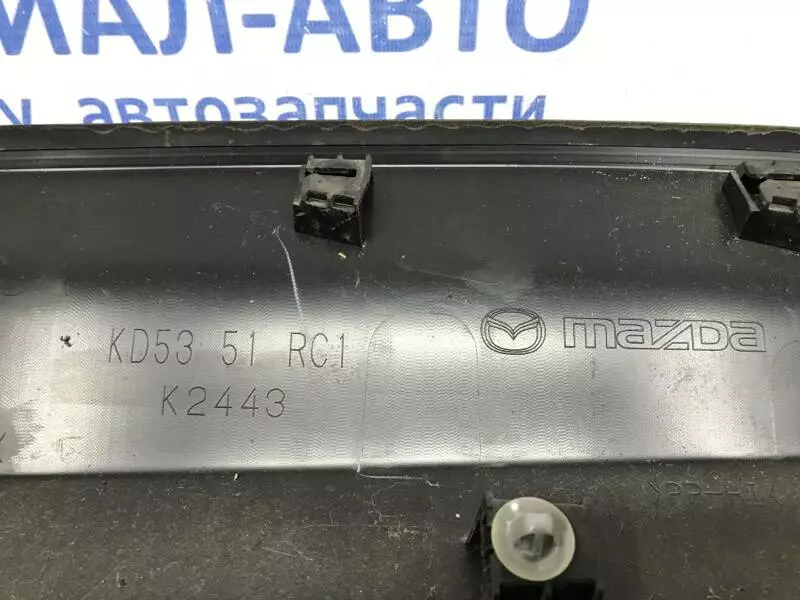 МАЛ-АВТО
автозапчасти
KD53 51 RC1
mazda
K2443